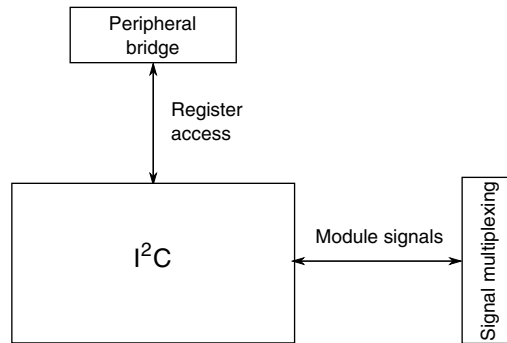 Peripheral
bridge
Register
access
I²C
Module signals
Signal multiplexing